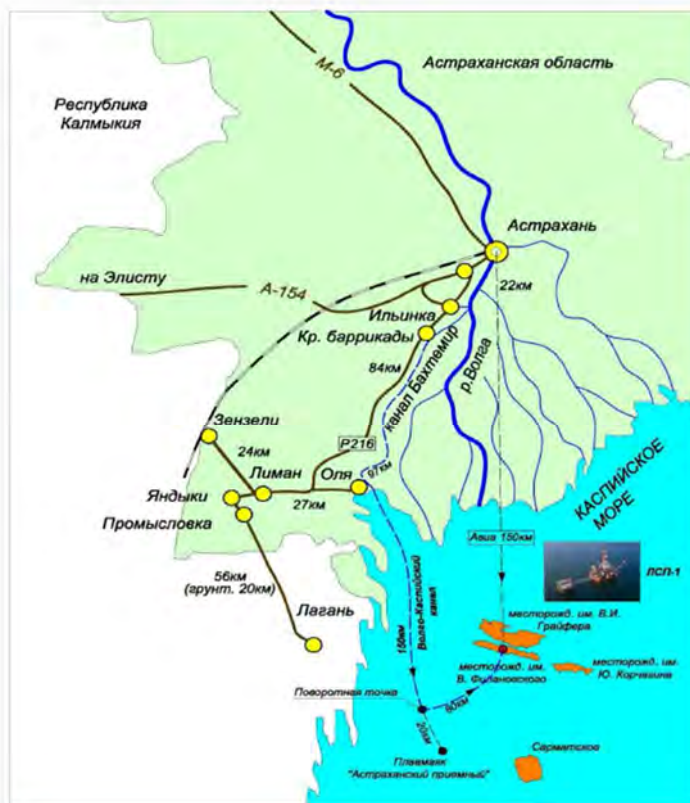 М-6
Астраханская область
Республика
Калмыкия
Астрахань
на Элисту
А-154
22км
Ильинка
Кр. баррикады
канал Бахтемир
р.Волга
84км
Зензели
Р216
24км
Лиман
Оля
97км
КАСПИЙСКОЕ
МОРЕ
Яндыки
27км
Промысловка
Авиа 150км
ЛСП-1
56км
(грунт. 20км)
Волго-Каспийский
канал
150км
Лагань
месторожд. им. В.И.
Грайфера
месторожд. им.
В. Филановского
месторожд. им.
Ю. Корчагина
Поворотная точка
60км
20км
Плавмаяк
"Астраханский приемный"
Сарматское